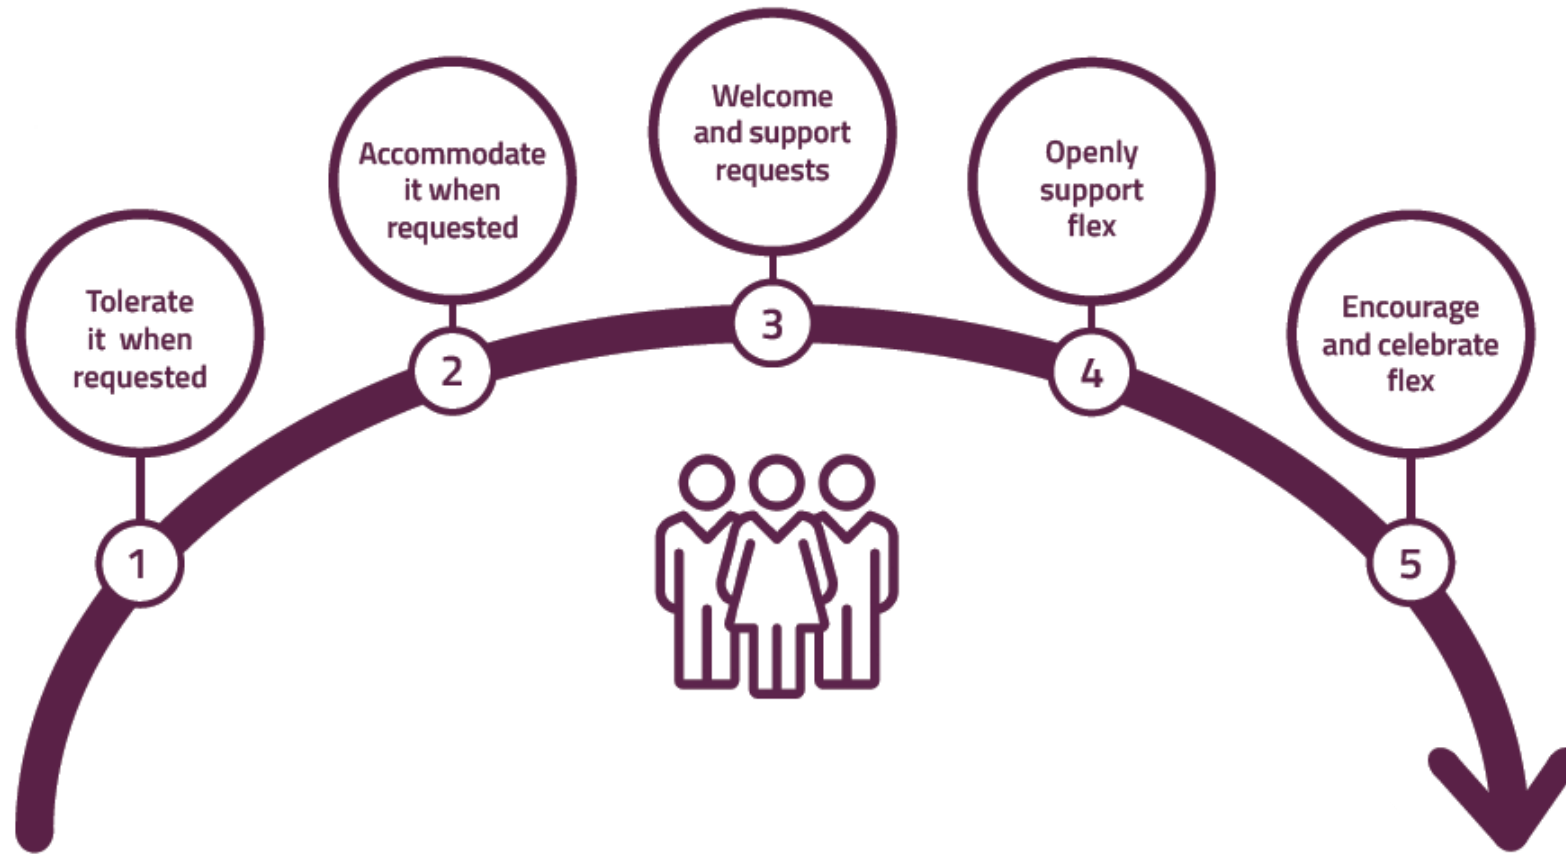 Tolerate
it when
requested
1
Accommodate
it when
requested
2
Welcome
and support
requests
3
Openly
support
flex
4
Encourage
and celebrate
flex
5